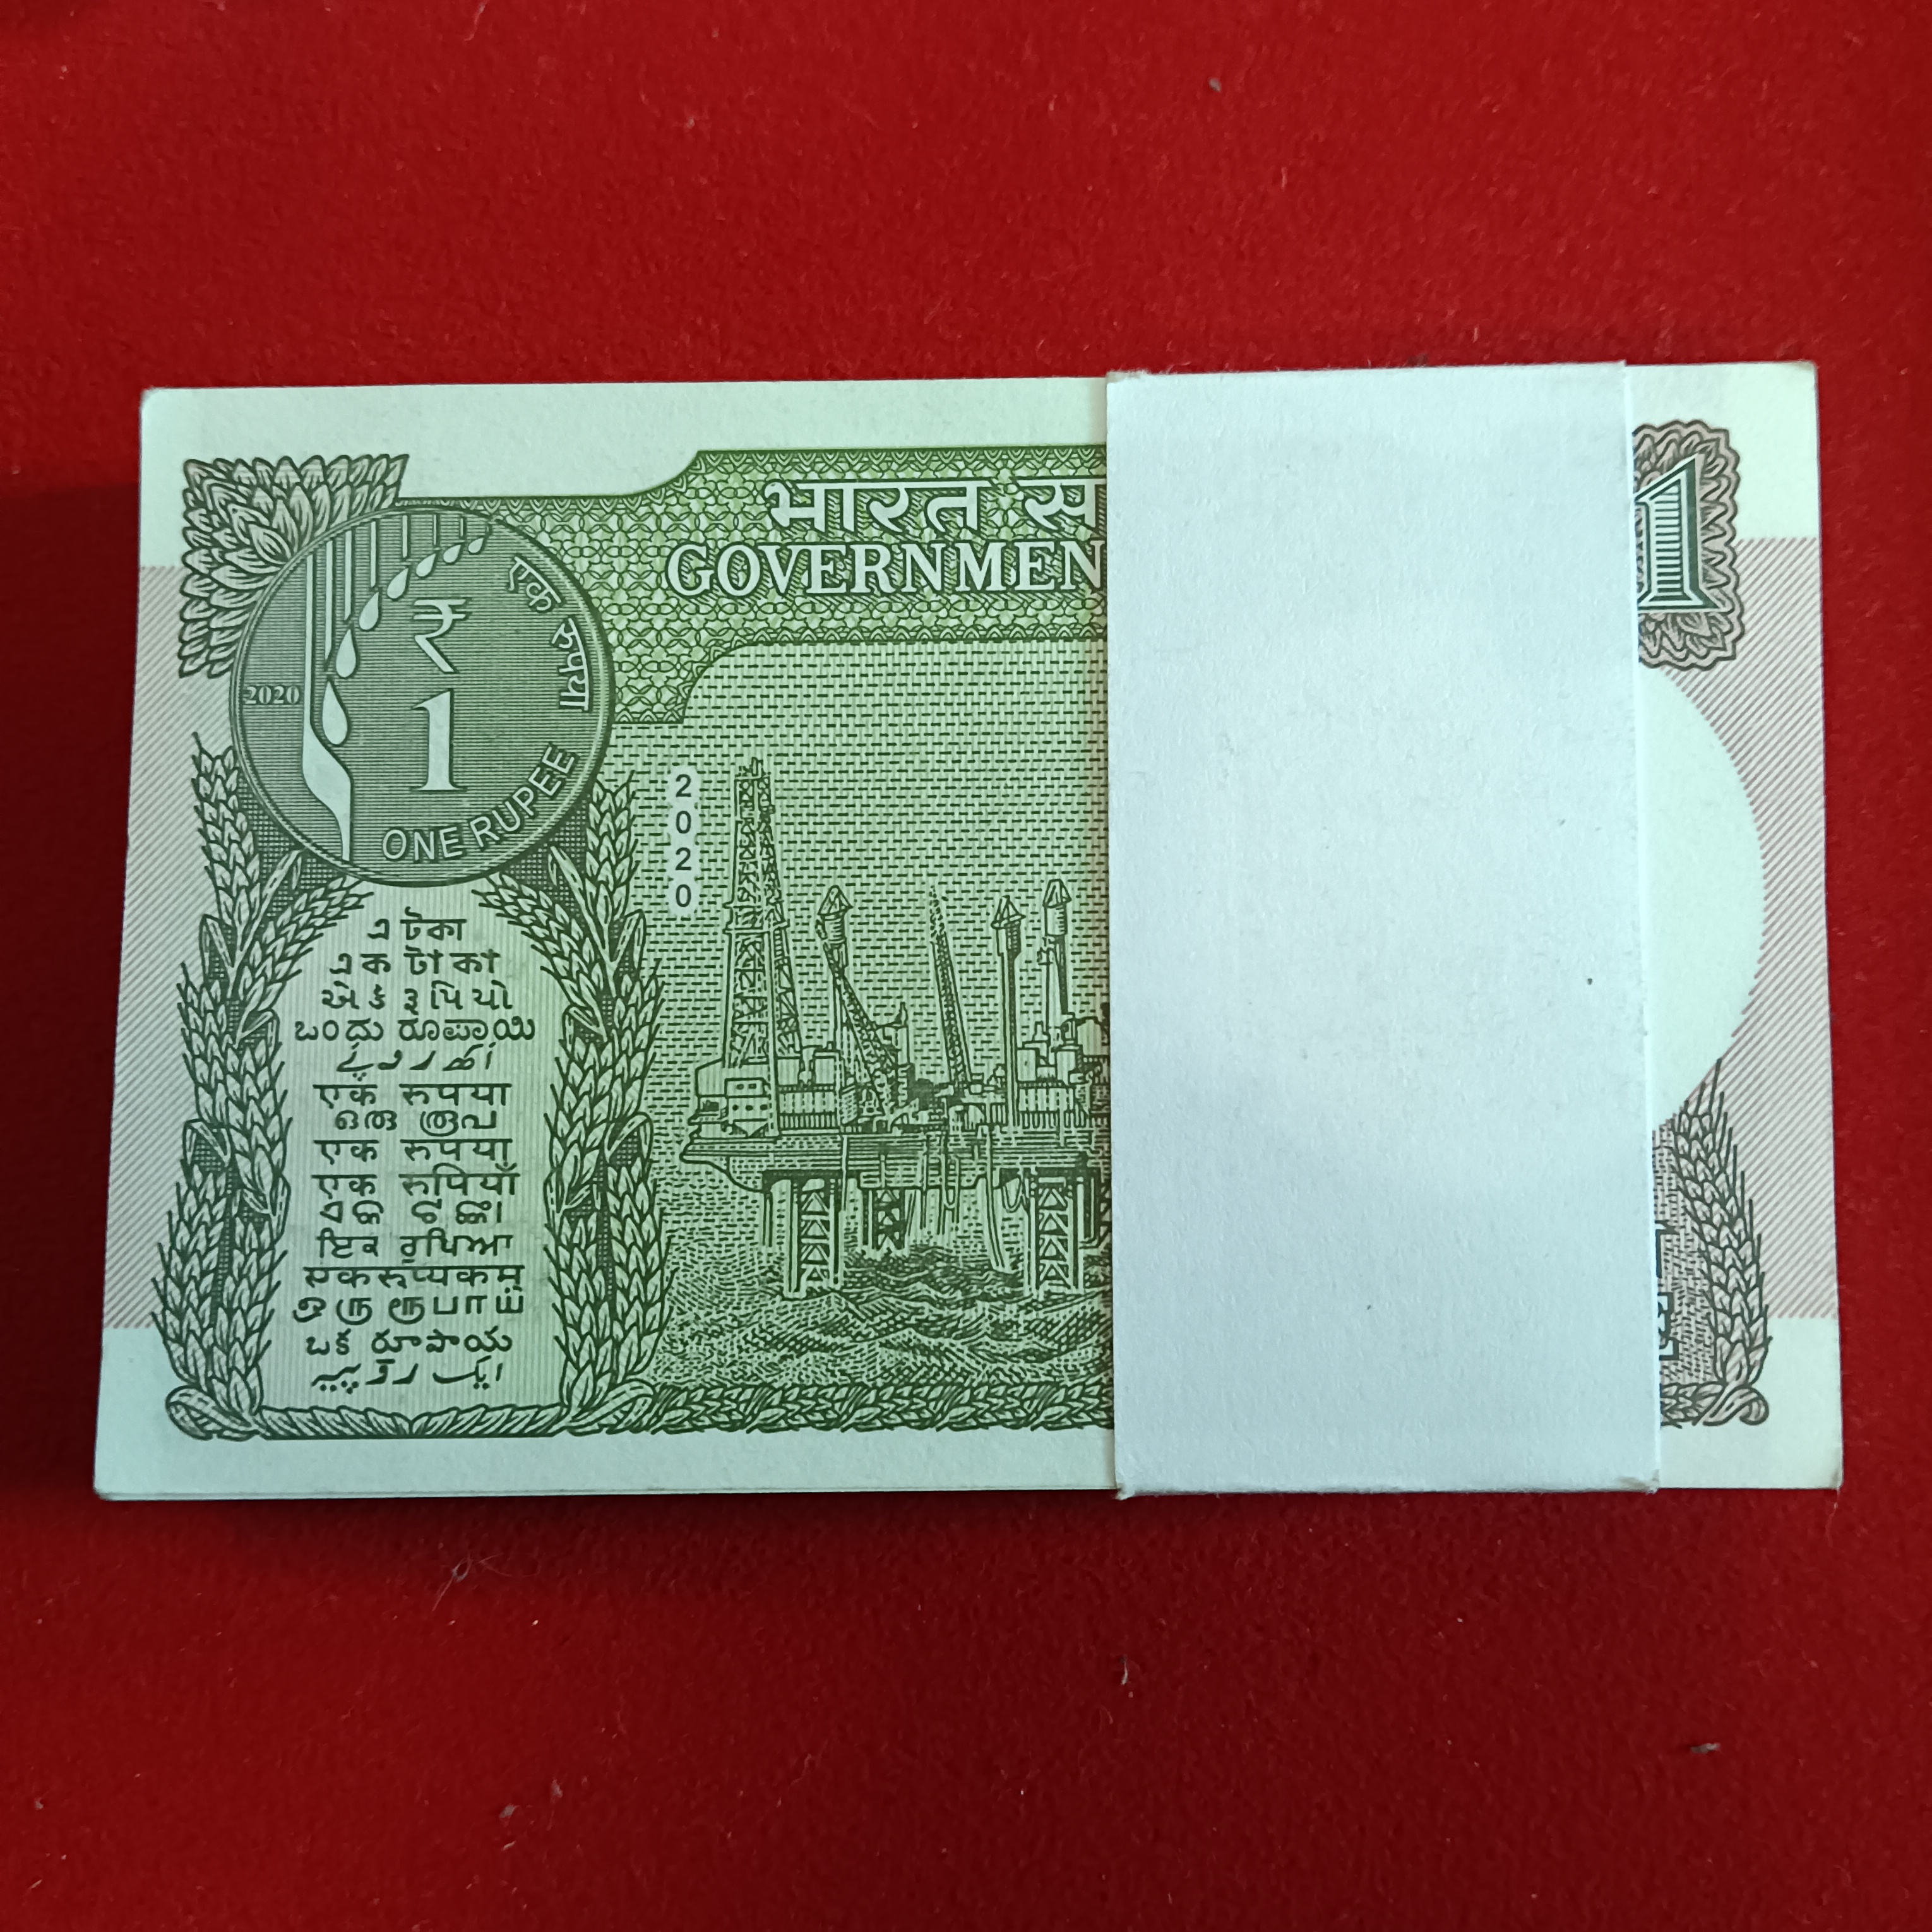 भारत स
GOVERNMEN
1
₹
1
एक रुपया
ONE RUPEE
2020
2020
এ টকা
এক টাকা
એક રૂપિયો
ಒಂದು ರೂಪಾಯಿ
एक रुपया
ഒരു രൂപ
एक रुपया
एक रुपियाँ
ଏକ ଟଙ୍କା
ਇਕ ਰੁਪਿਆ
एकरूप्यकम्
ஒரு ரூபாய்
ఒక రూపాయి
ایک روپیہ